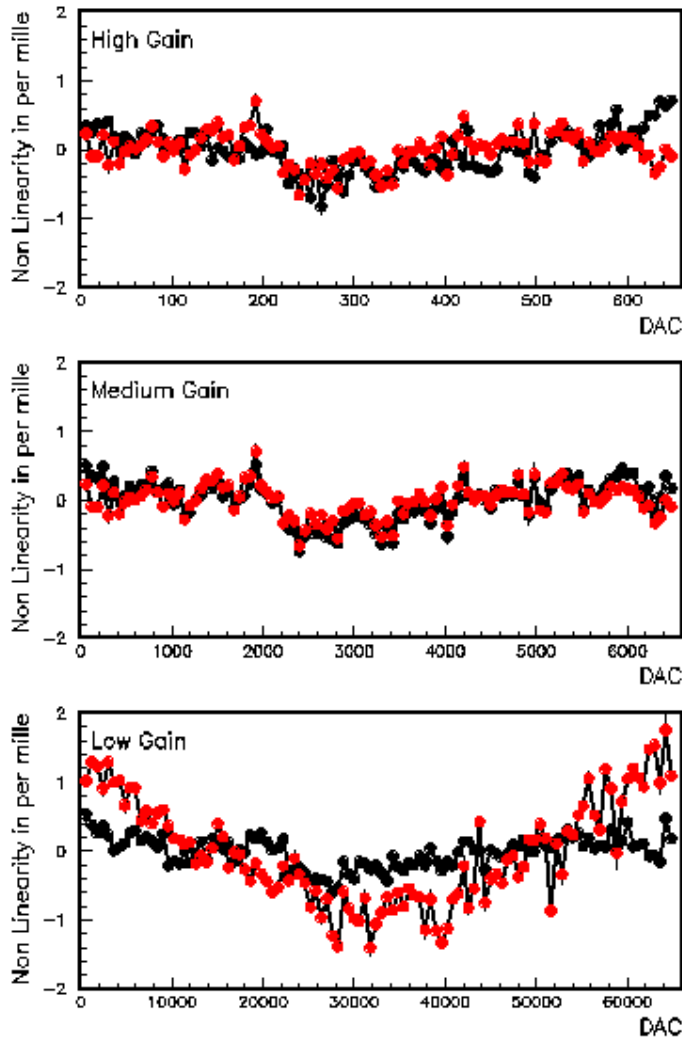 Non Linearity in per mille
High Gain
2
1
0
−1
−2
0 100 200 300 400 500 600
DAC
Non Linearity in per mille
Medium Gain
2
1
0
−1
−2
0 1000 2000 3000 4000 5000 6000
DAC
Non Linearity in per mille
Low Gain
2
1
0
−1
−2
0 10000 20000 30000 40000 50000 60000
DAC